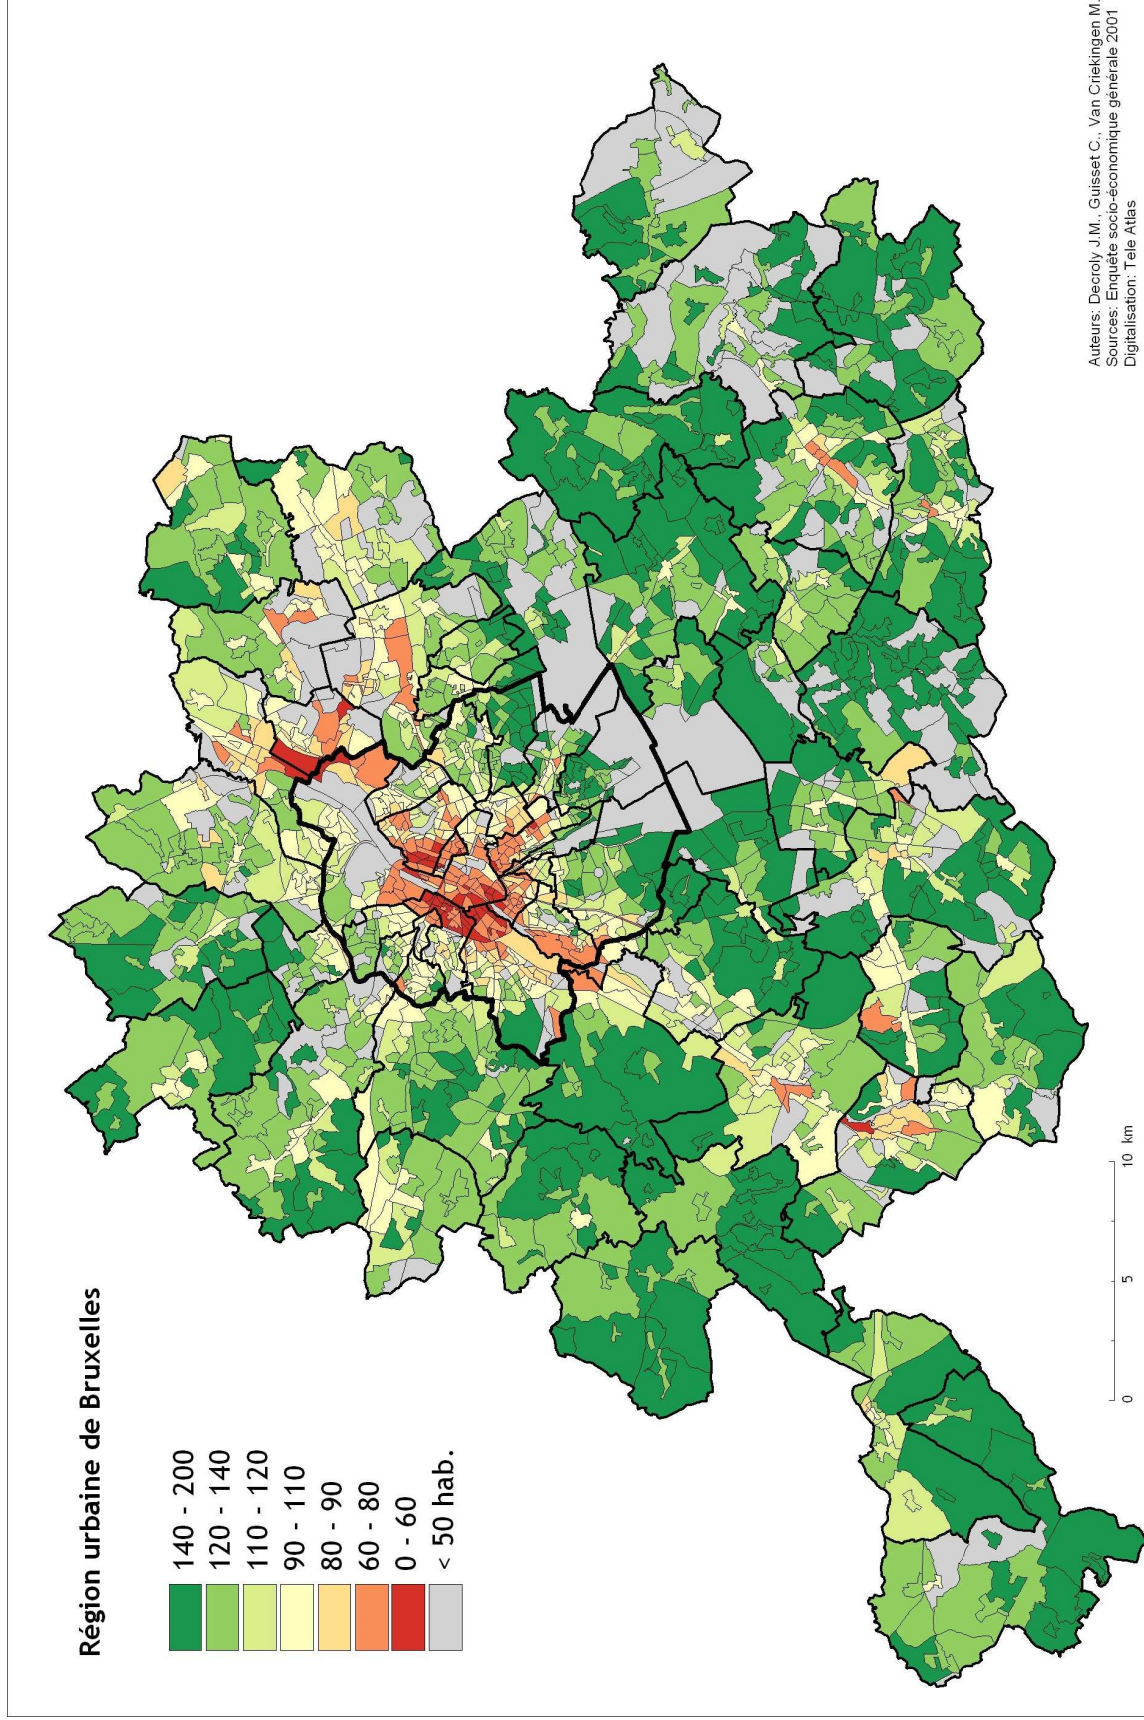 Région urbaine de Bruxelles
140 - 200
120 - 140
110 - 120
90 - 110
80 - 90
60 - 80
0 - 60
< 50 hab.
0 5 10 km
Auteurs: Decroly J.M., Guisset C., Van Criekingen M.
Sources: Enquête socio-économique générale 2001
Digitalisation: Tele Atlas